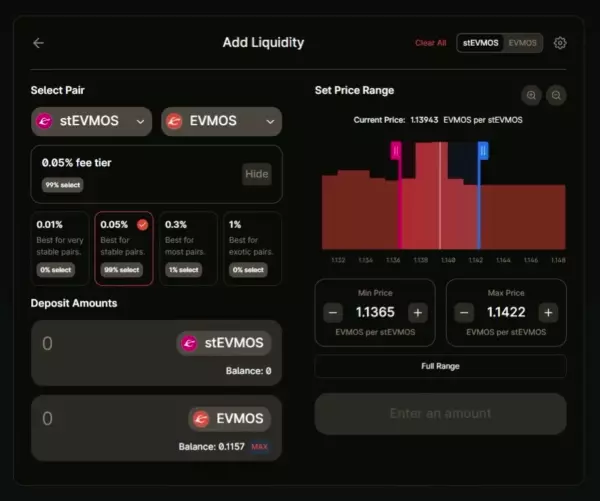 Add Liquidity
Clear All
stEVMOS EVMOS
Select Pair
stEVMOS
EVMOS
0.05% fee tier
99% select
Hide
0.01%
Best for very
stable pairs.
0% select
0.05%
Best for
stable pairs.
99% select
0.3%
Best for
most pairs.
1% select
1%
Best for
exotic pairs.
0% select
Deposit Amounts
0
stEVMOS
Balance: 0
0
EVMOS
Balance: 0.1157 MAX
Set Price Range
Current Price: 1.13943 EVMOS per stEVMOS
1.132 1.134 1.136 1.138 1.140 1.142 1.144 1.146 1.148
Min Price
1.1365
EVMOS per stEVMOS
Max Price
1.1422
EVMOS per stEVMOS
Full Range
Enter an amount